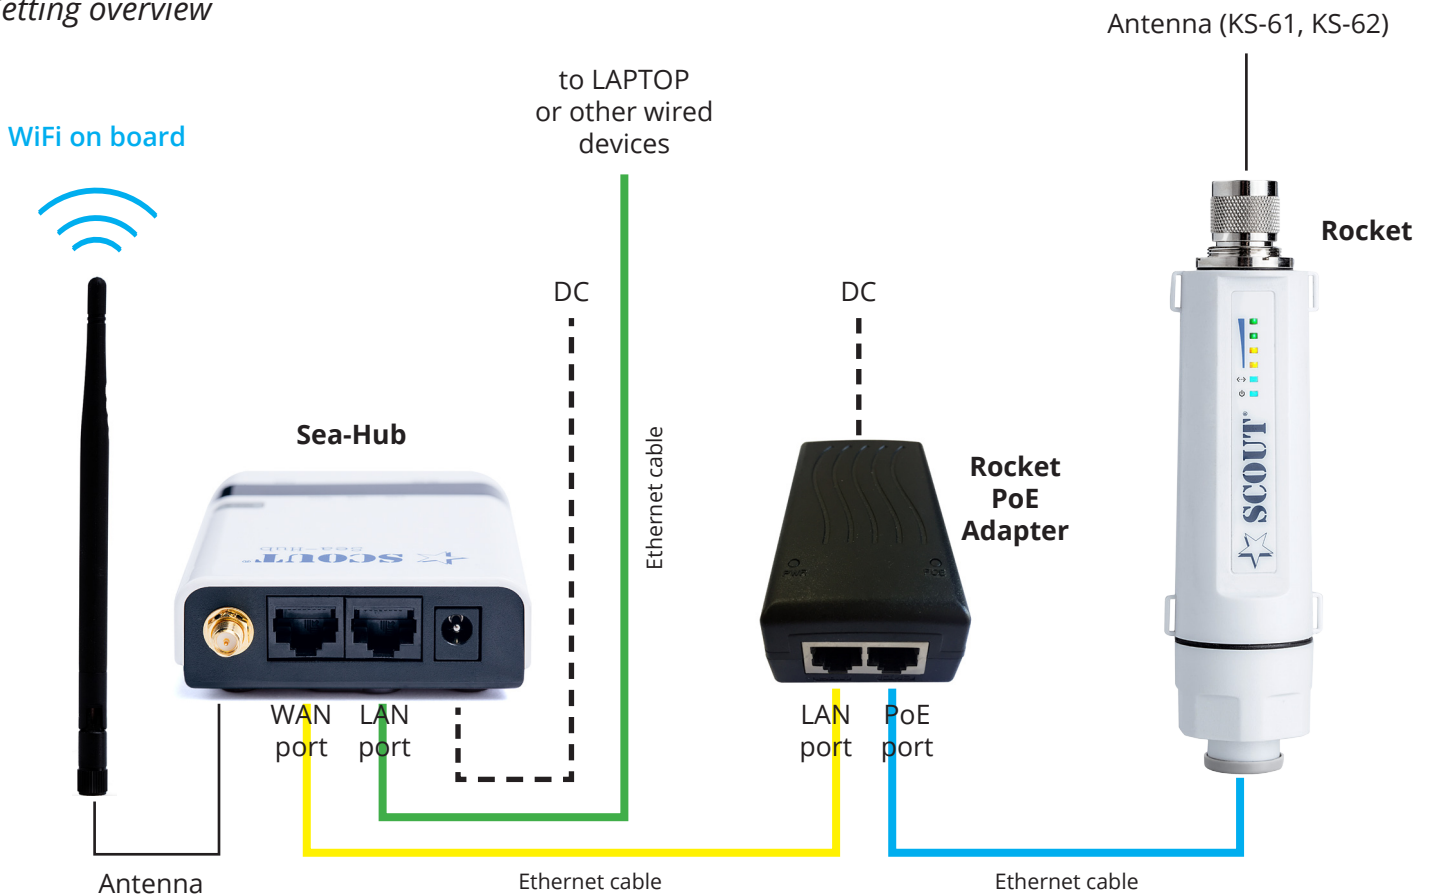 etting overview
Antenna (KS-61, KS-62)
to LAPTOP
or other wired
devices
WiFi on board
Rocket
DC
DC
Sea-Hub
Ethernet cable
Rocket
PoE
Adapter
SCOUT
SCOUT
Sea-Hub
WAN
port
LAN
port
LAN
port
PoE
port
Antenna
Ethernet cable
Ethernet cable